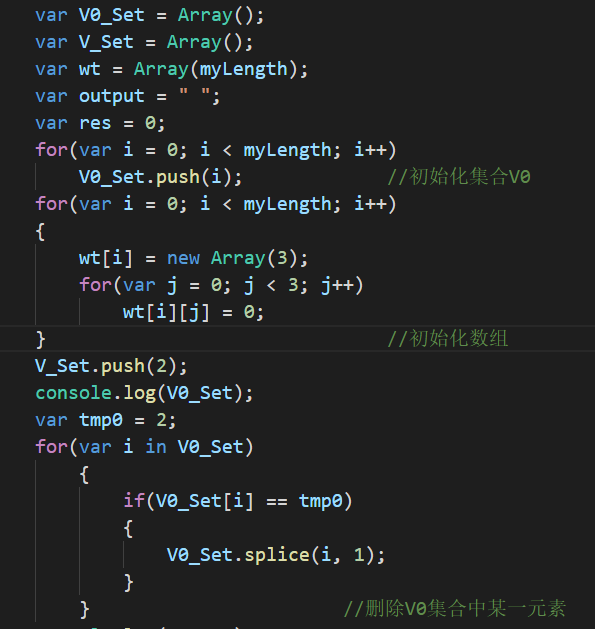 var V0_Set = Array();
var V_Set = Array();
var wt = Array(myLength);
var output = " ";
var res = 0;
for(var i = 0; i < myLength; i++)
    V0_Set.push(i);             //初始化集合V0
for(var i = 0; i < myLength; i++)
{
    wt[i] = new Array(3);
    for(var j = 0; j < 3; j++)
        wt[i][j] = 0;
}                               //初始化数组
V_Set.push(2);
console.log(V0_Set);
var tmp0 = 2;
for(var i in V0_Set)
    {
        if(V0_Set[i] == tmp0)
        {
            V0_Set.splice(i, 1);
        }
    }                       //删除V0集合中某一元素